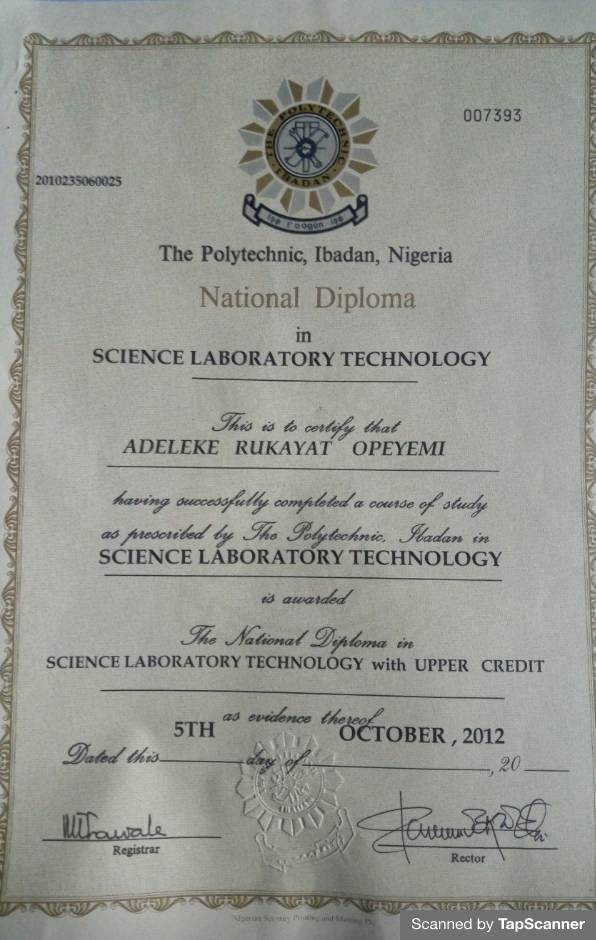 007393
THE POLYTECHNIC
IBADAN
2010235060025
The Polytechnic, Ibadan, Nigeria
National Diploma
in
SCIENCE LABORATORY TECHNOLOGY
This is to certify that
ADELEKE RUKAYAT OPEYEMI
having successfully completed a course of study
as prescribed by The Polytechnic, Ibadan in
SCIENCE LABORATORY TECHNOLOGY
is awarded
The National Diploma in
SCIENCE LABORATORY TECHNOLOGY with UPPER CREDIT
as evidence thereof
5TH OCTOBER, 2012
Dated this day of , 20
Registrar
Rector
Scanned by TapScanner